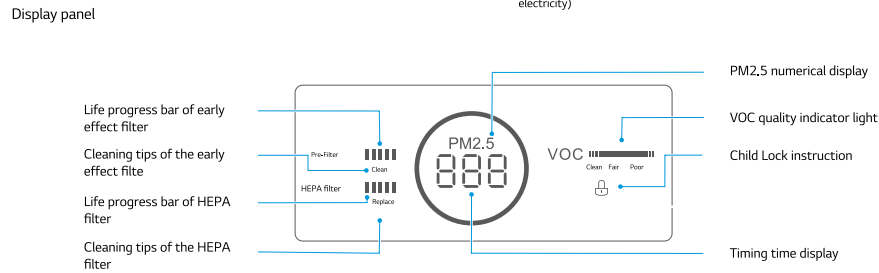 electricity)
Display panel
PM2.5 numerical display
Life progress bar of early
effect filter
VOC quality indicator light
Cleaning tips of the early
effect filte
Child Lock instruction
Life progress bar of HEPA
filter
Cleaning tips of the HEPA
filter
Timing time display
Pre-Filter
Clean
HEPA filter
Replace
PM2.5
888
VOC
Clean Fair Poor